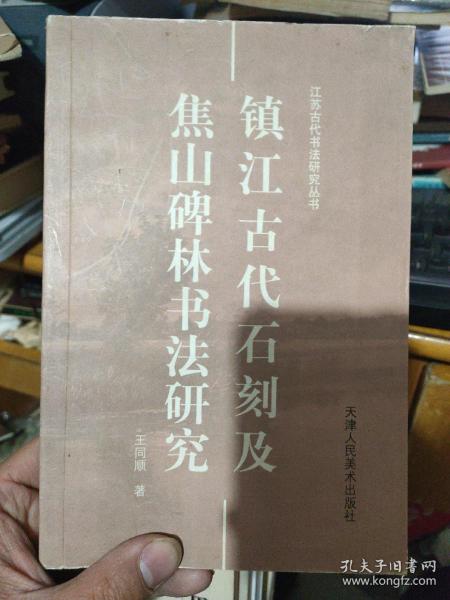 江苏古代书法研究丛书
镇江古代石刻及
焦山碑林书法研究
王同顺 著
天津人民美术出版社
孔夫子旧书网
www.kongfz.com